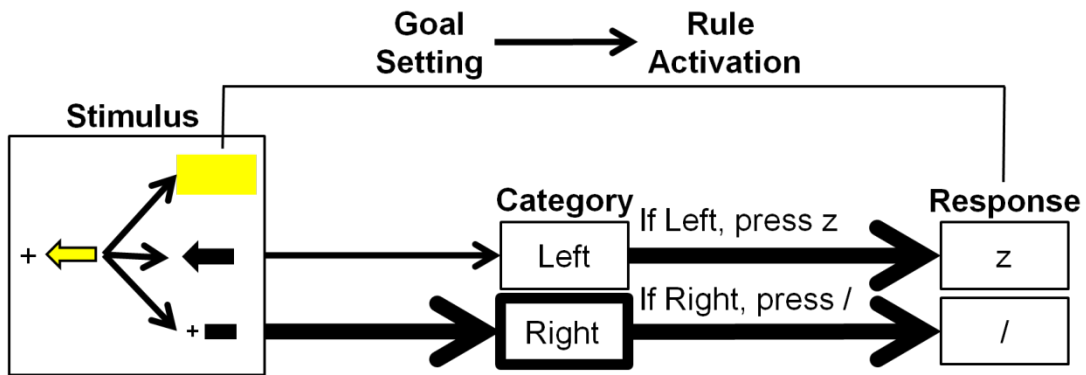 Goal Setting
Rule Activation
Stimulus
+
+
Category
Left
Right
If Left, press z
If Right, press /
Response
z
/